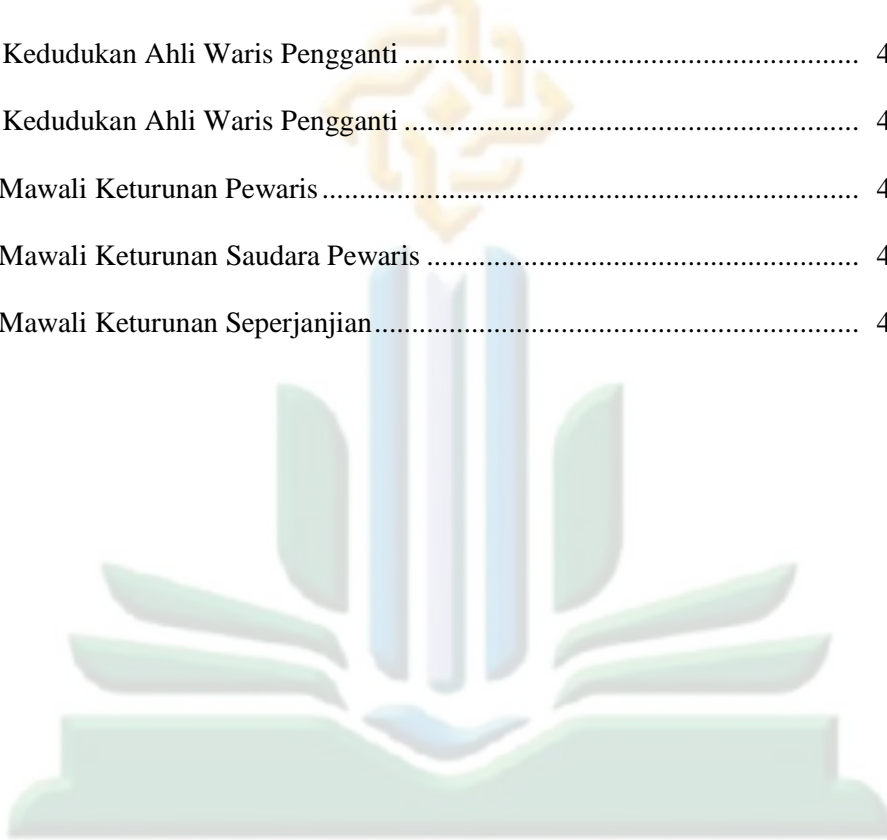 Kedudukan Ahli Waris Pengganti ............................................................. 4
Kedudukan Ahli Waris Pengganti ............................................................. 4
Mawali Keturunan Pewaris ........................................................................ 4
Mawali Keturunan Saudara Pewaris .......................................................... 4
Mawali Keturunan Seperjanjian ................................................................. 4